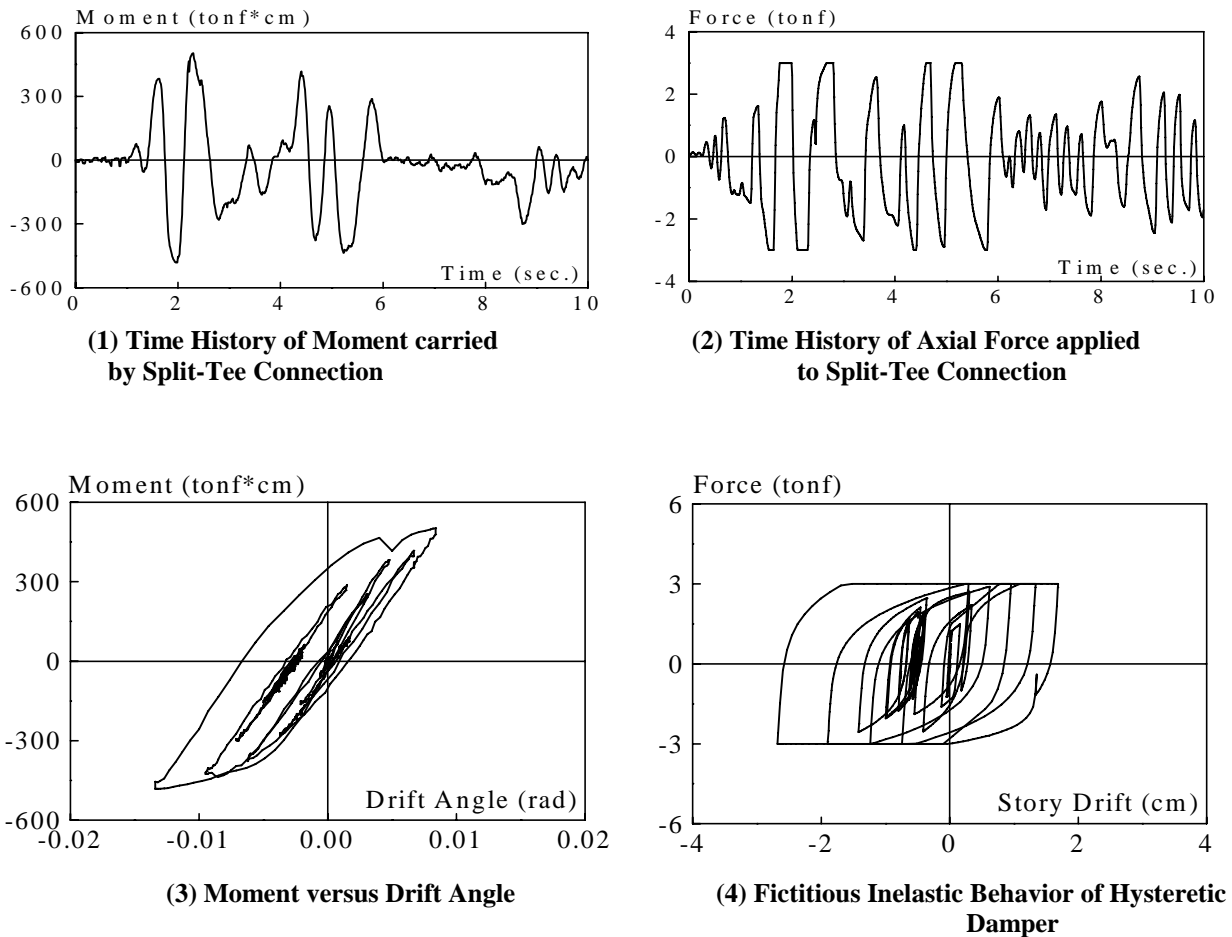 Moment (tonf*cm)
600
300
0
-300
-600
Time (sec.)
0 2 4 6 8 10
(1) Time History of Moment carried
by Split-Tee Connection
Force (tonf)
4
2
0
-2
-4
Time (sec.)
0 2 4 6 8 10
(2) Time History of Axial Force applied
to Split-Tee Connection
Moment (tonf*cm)
600
300
0
-300
-600
Drift Angle (rad)
-0.02 -0.01 0.00 0.01 0.02
(3) Moment versus Drift Angle
Force (tonf)
6
3
0
-3
-6
Story Drift (cm)
-4 -2 0 2 4
(4) Fictitious Inelastic Behavior of Hysteretic
Damper